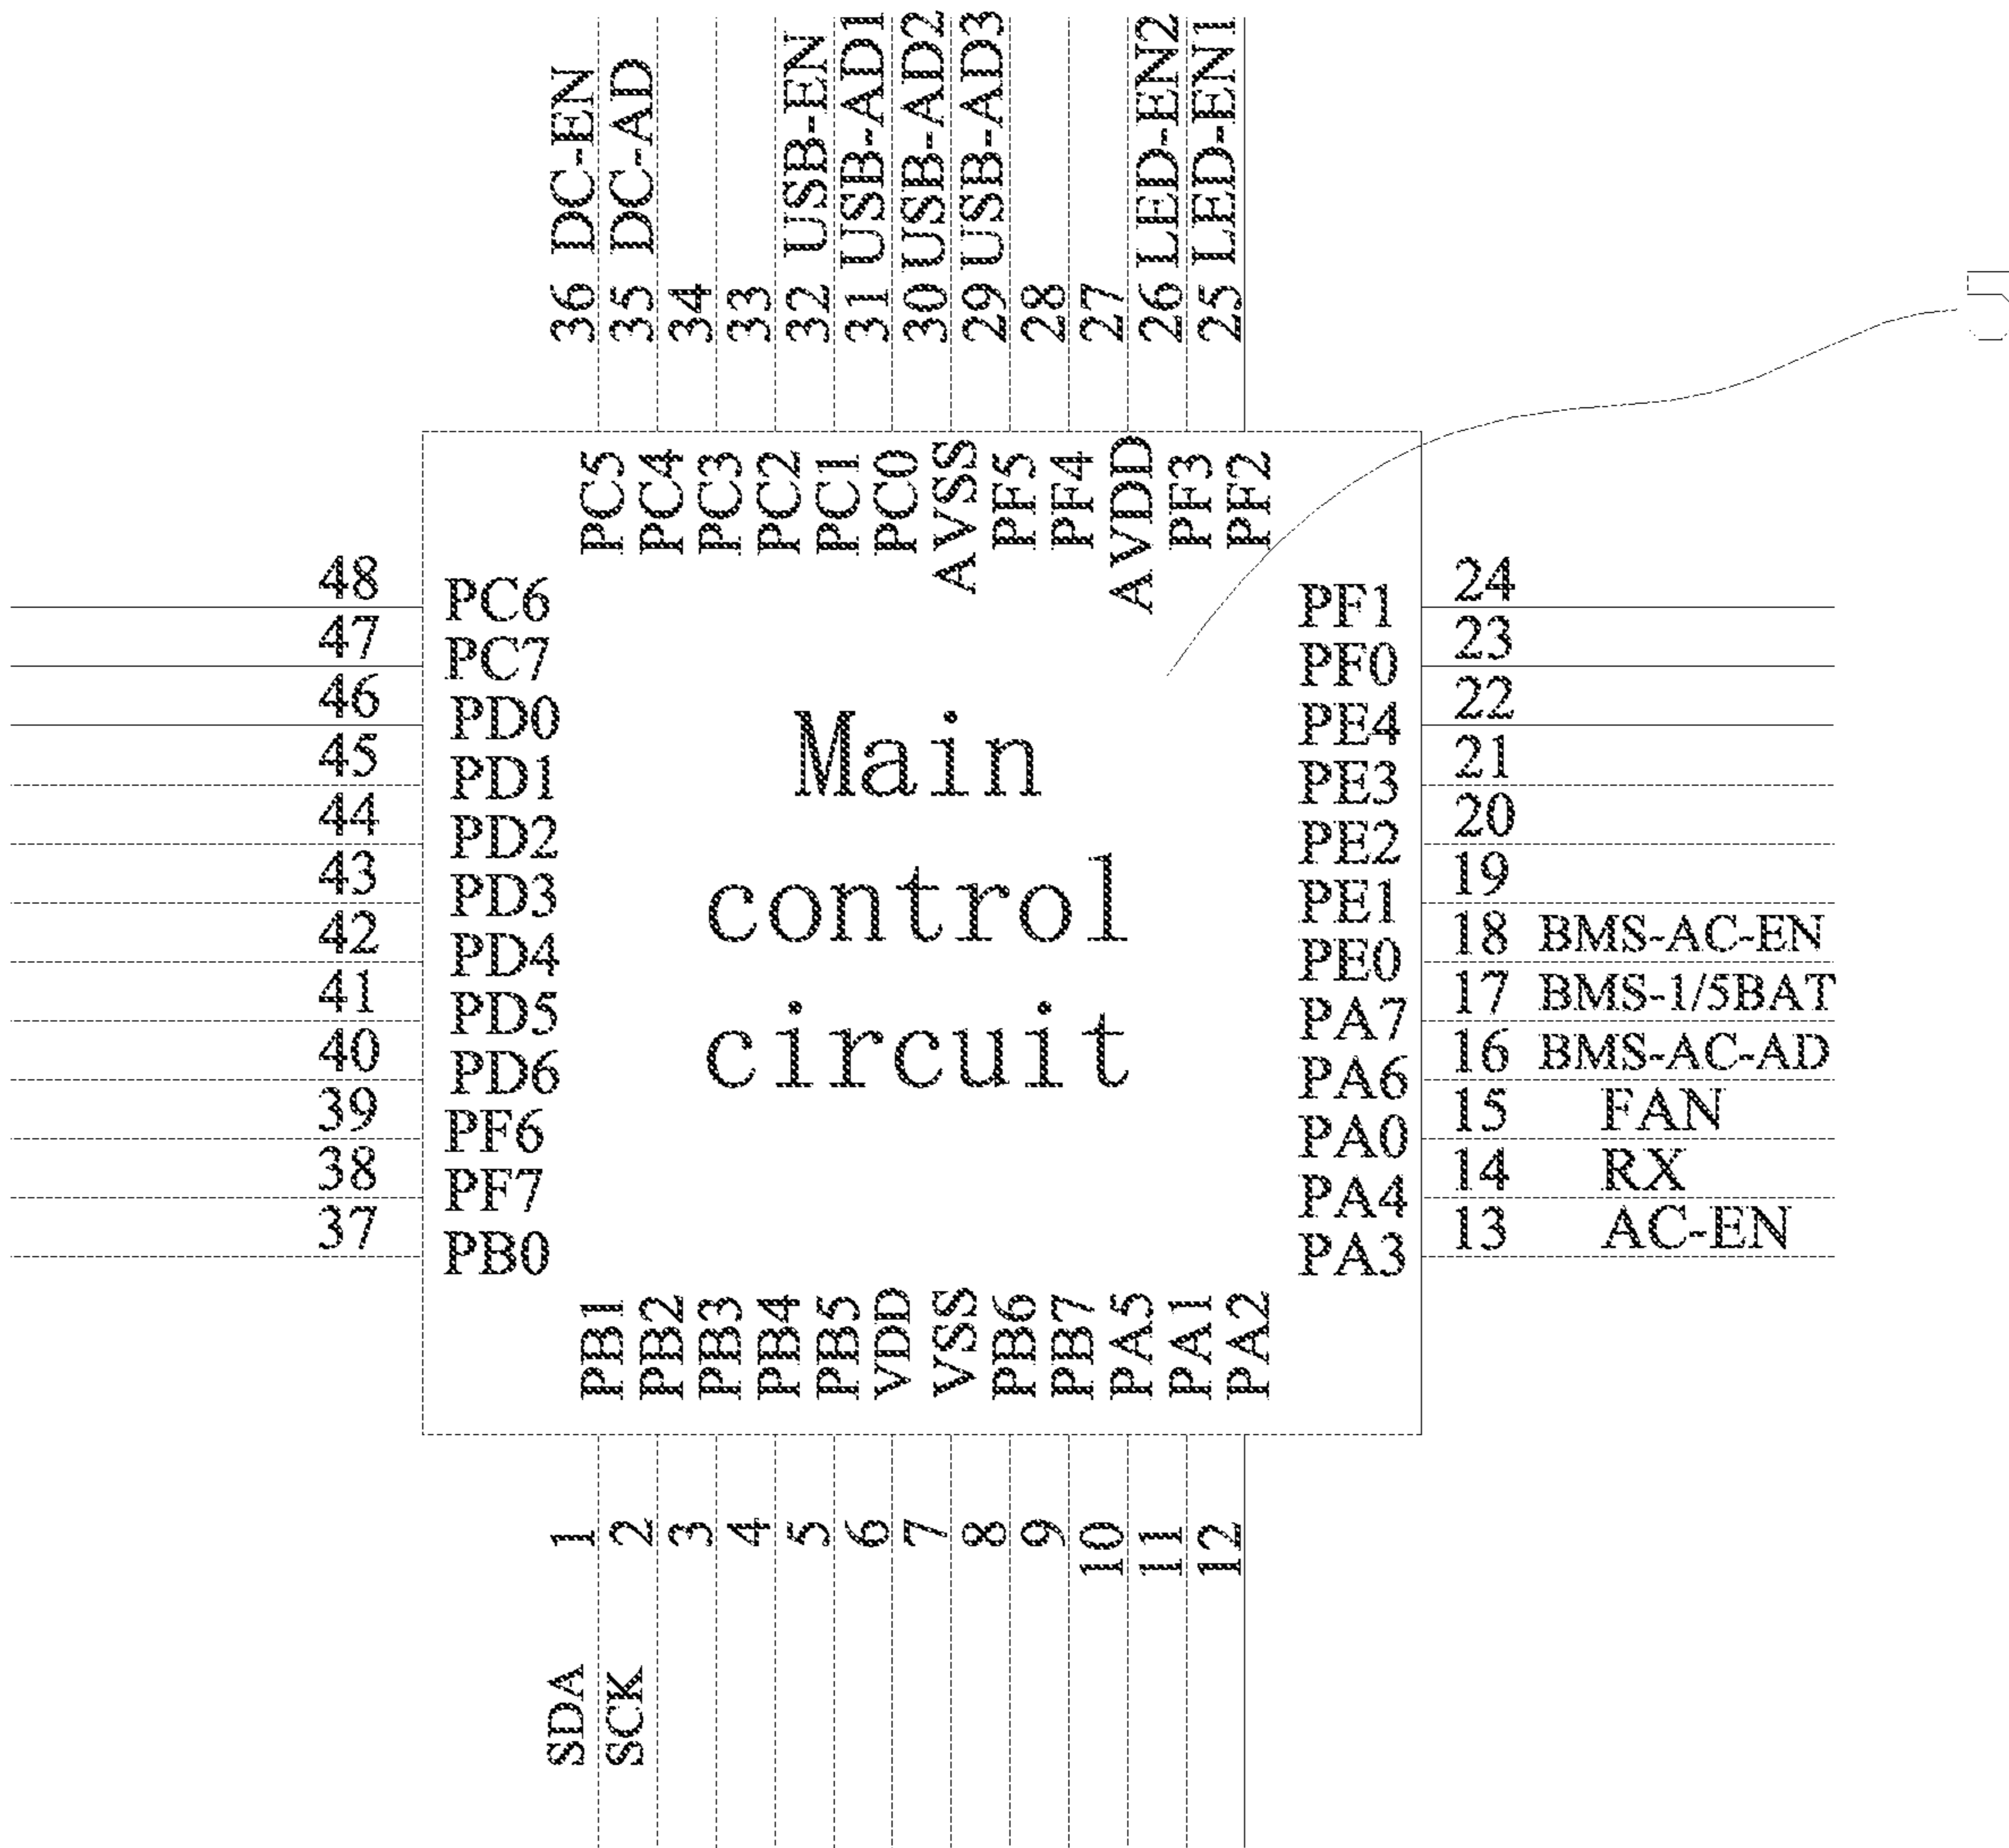 36 DC-EN
35 DC-AD
34
33
32 USB-EN
31 USB-AD1
30 USB-AD2
29 USB-AD3
28
27
26 LED-EN2
25 LED-EN1
PC5
PC4
PC3
PC2
PC1
PC0
AVSS
PF5
PF4
AVDD
PF3
PF2
48 PC6
47 PC7
46 PD0
45 PD1
44 PD2
43 PD3
42 PD4
41 PD5
40 PD6
39 PF6
38 PF7
37 PB0
Main
control
circuit
PF1 24
PF0 23
PE4 22
PE3 21
PE2 20
PE1 19
PE0 18 BMS-AC-EN
PA7 17 BMS-1/5BAT
PA6 16 BMS-AC-AD
PA0 15 FAN
PA4 14 RX
PA3 13 AC-EN
PB1
PB2
PB3
PB4
PB5
VDD
VSS
PB6
PB7
PA5
PA1
PA2
SDA 1
SCK 2
3
4
5
6
7
8
9
10
11
12